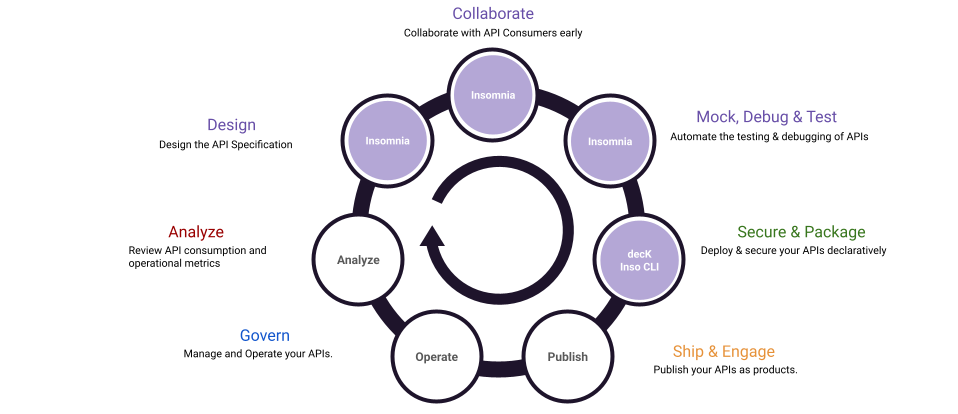 Collaborate
Collaborate with API Consumers early
Insomnia
Design
Design the API Specification
Insomnia
Mock, Debug & Test
Automate the testing & debugging of APIs
Insomnia
Analyze
Review API consumption and
operational metrics
Analyze
Secure & Package
Deploy & secure your APIs declaratively
decK
Inso CLI
Govern
Manage and Operate your APIs.
Operate
Publish
Ship & Engage
Publish your APIs as products.